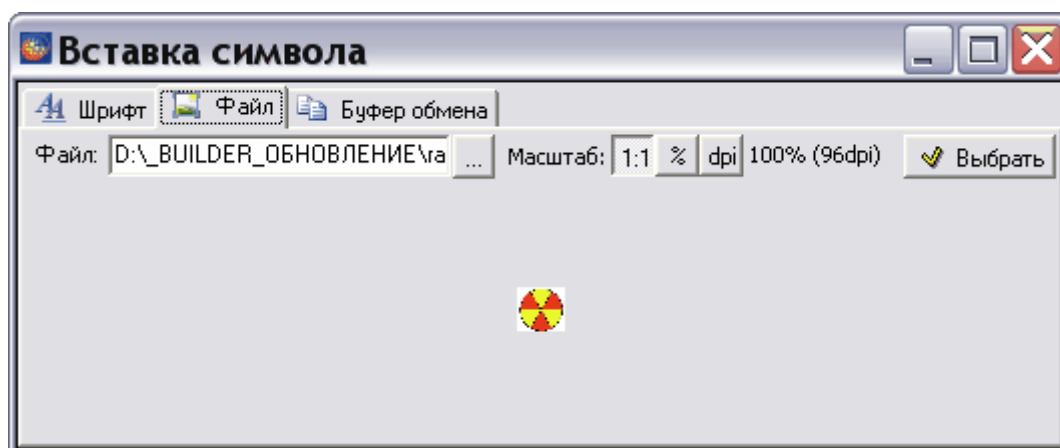 Вставка символа
Шрифт Файл Буфер обмена
Файл: D:\_BUILDER_ОБНОВЛЕНИЕ\ra ... Масштаб: 1:1 % dpi 100% (96dpi) Выбрать